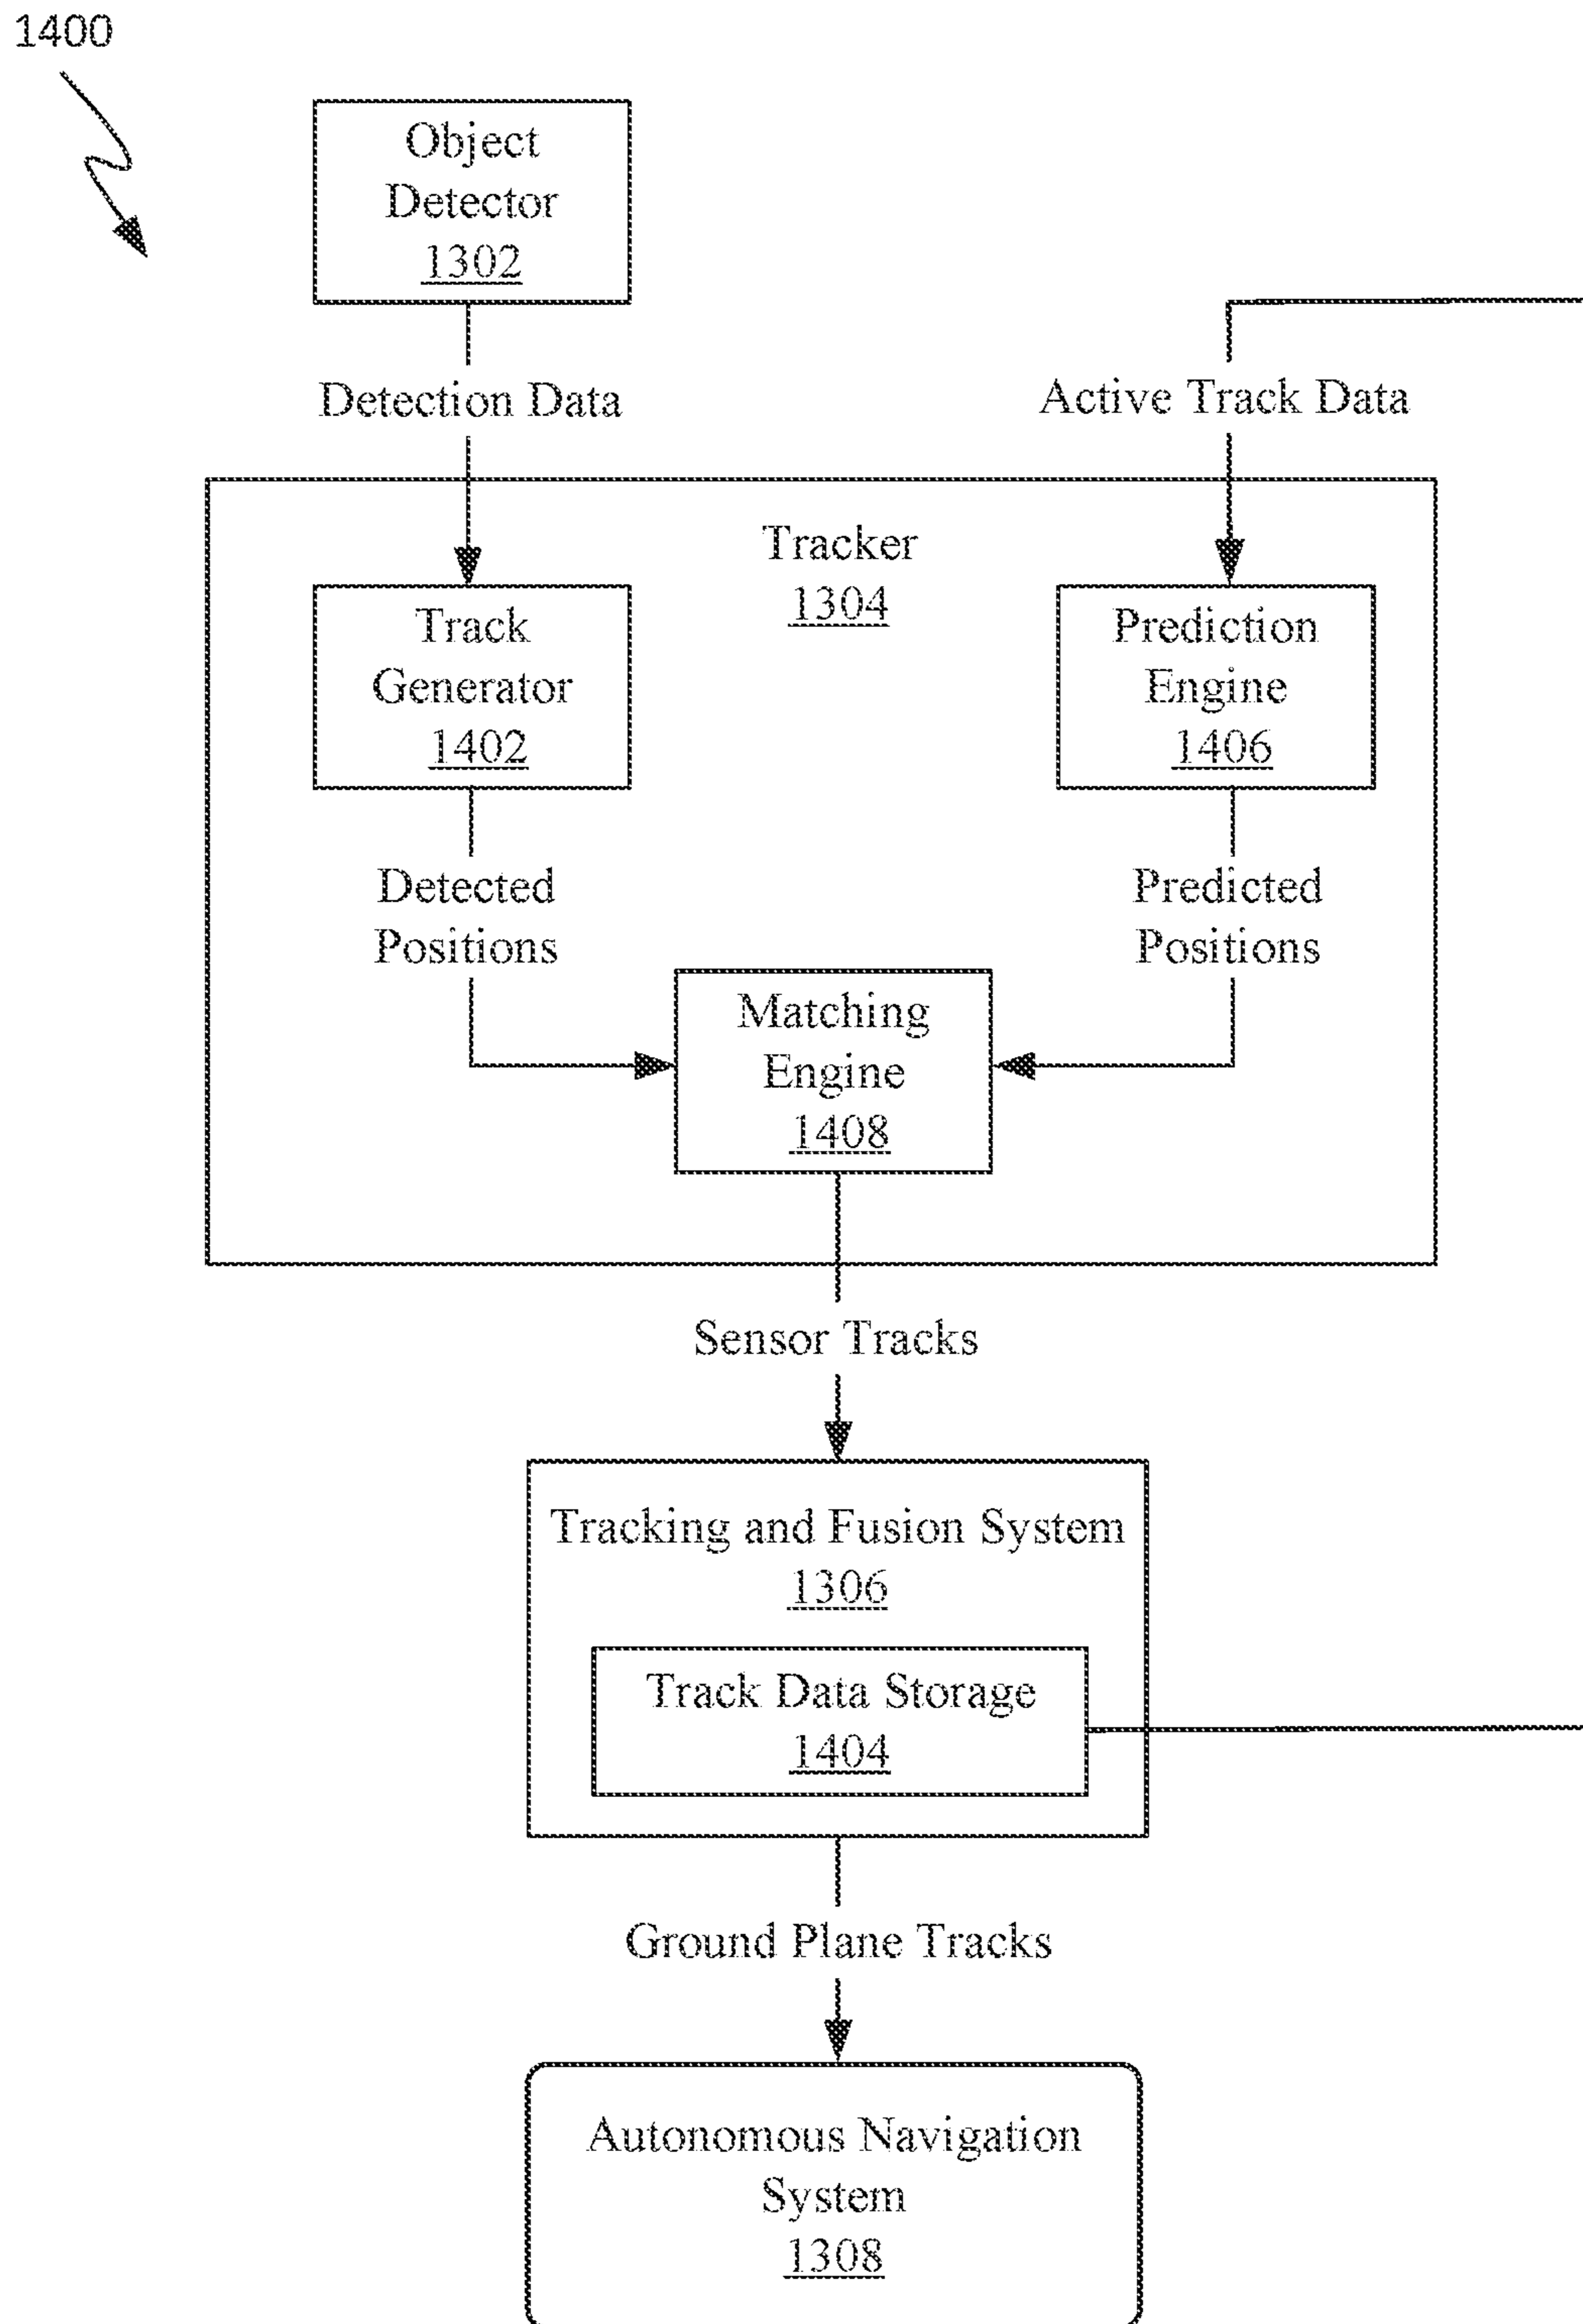 1400
Object
Detector
1302
Detection Data
Active Track Data
Tracker
1304
Track
Generator
1402
Prediction
Engine
1406
Detected
Positions
Predicted
Positions
Matching
Engine
1408
Sensor Tracks
Tracking and Fusion System
1306
Track Data Storage
1404
Ground Plane Tracks
Autonomous Navigation
System
1308